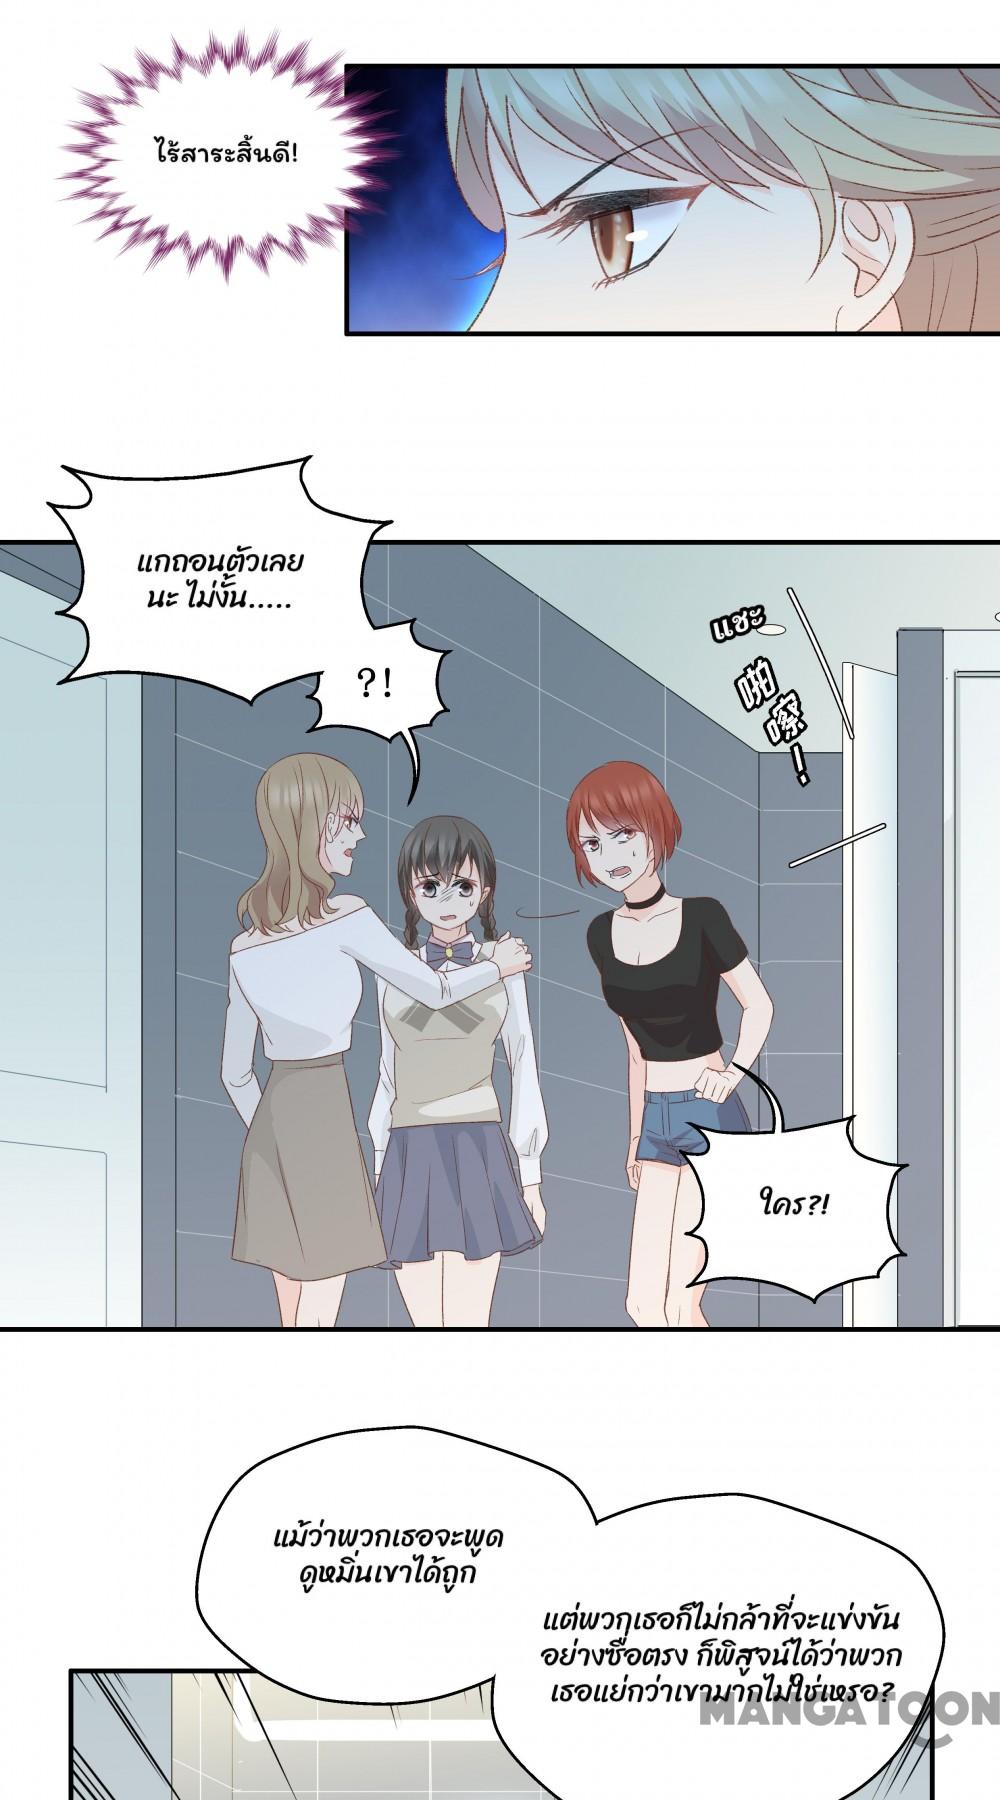 ไร้สาระสิ้นดี!
แกถอนตัวเลย
นะ ไม่งั้น.....
?!
แชะ
啪
嚓!
ใคร?!
แม้ว่าพวกเธอจะพูด
ดูหมิ่นเขาได้ถูก
แต่พวกเธอก็ไม่กล้าที่จะแข่งขัน
อย่างซื่อตรง ก็พิสูจน์ได้ว่าพวก
เธอแย่กว่าเขามากไม่ใช่เหรอ?
MANGATOON